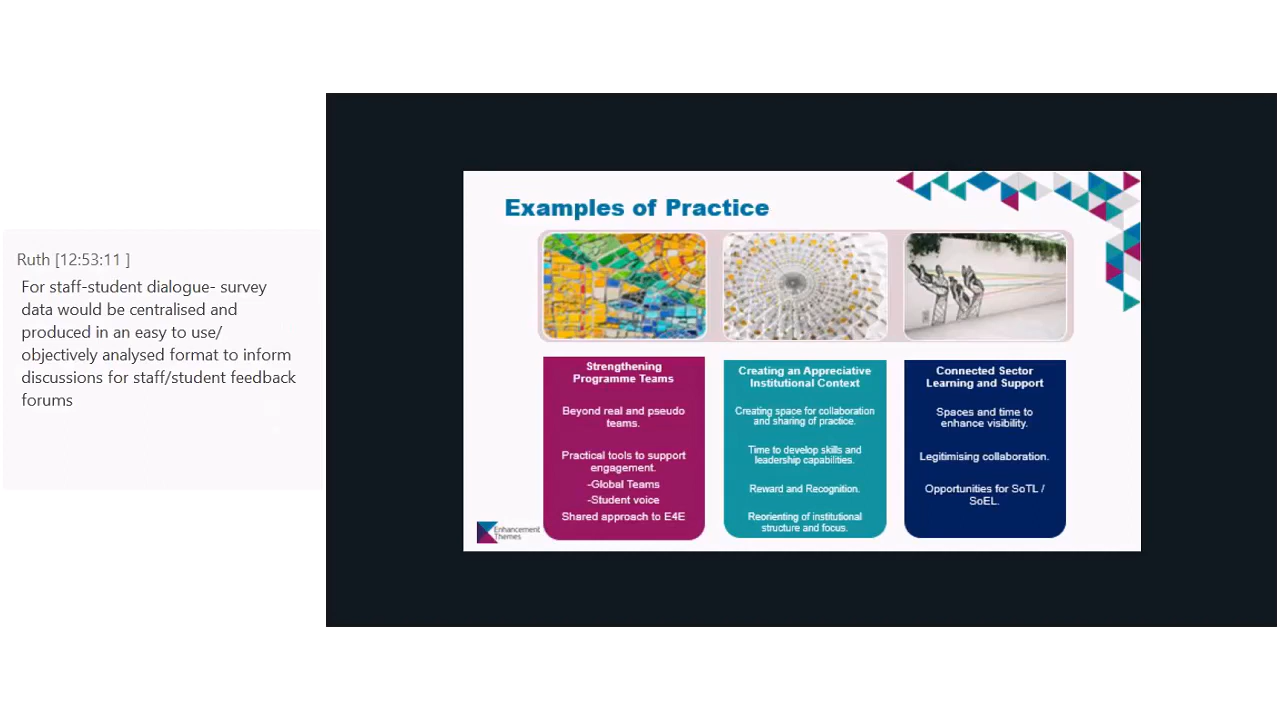 Ruth [12:53:11 ]
For staff-student dialogue- survey
data would be centralised and
produced in an easy to use/
objectively analysed format to inform
discussions for staff/student feedback
forums
Examples of Practice
Strengthening
Programme Teams
Beyond real and pseudo
teams.
Practical tools to support
engagement.
-Global Teams
-Student voice
Shared approach to E4E
Creating an Appreciative
Institutional Context
Creating space for collaboration
and sharing of practice.
Time to develop skills and
leadership capabilities.
Reward and Recognition.
Reorienting of institutional
structure and focus.
Connected Sector
Learning and Support
Spaces and time to
enhance visibility.
Legitimising collaboration.
Opportunities for SoTL /
SoEL.
Enhancement
Themes